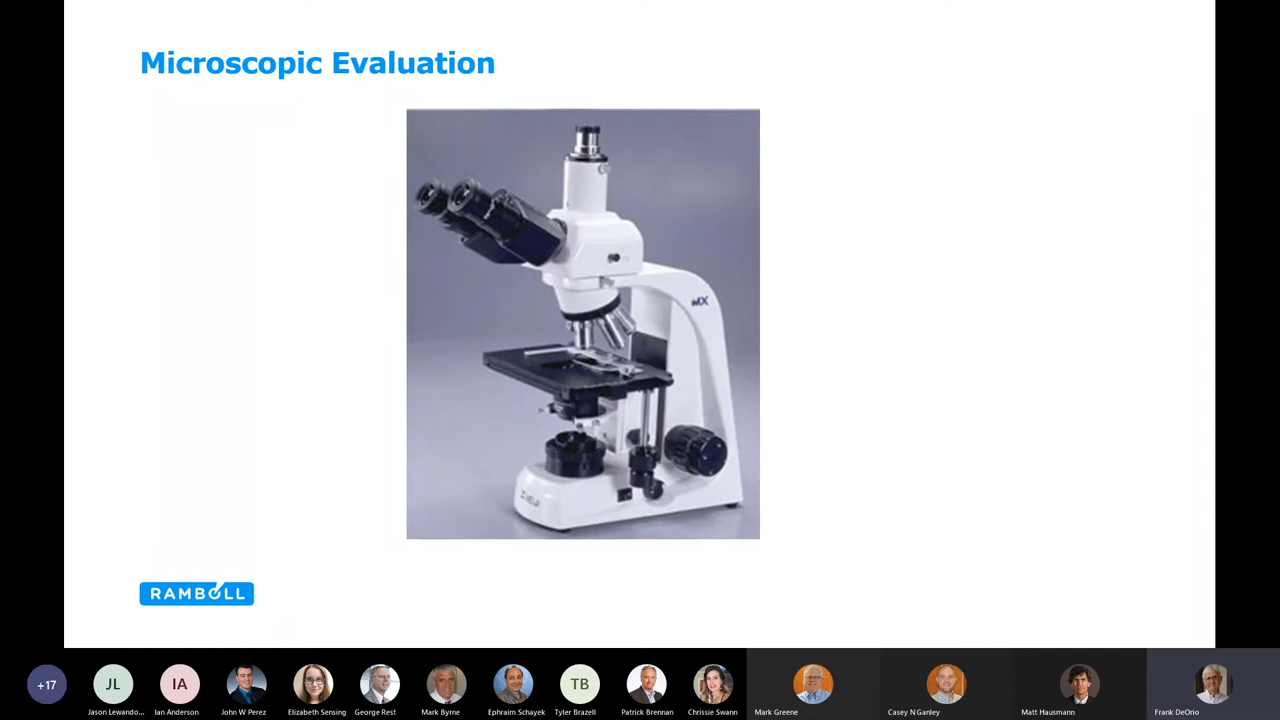 Microscopic Evaluation
MX
RAMBOLL
+17
JL
IA
TB
Jason Lewando...
Ian Anderson
John W Perez
Elizabeth Sensing
George Rest
Mark Byrne
Ephraim Schayek
Tyler Brazell
Patrick Brennan
Chrissie Swann
Mark Greene
Casey N Ganley
Matt Hausmann
Frank DeOrio